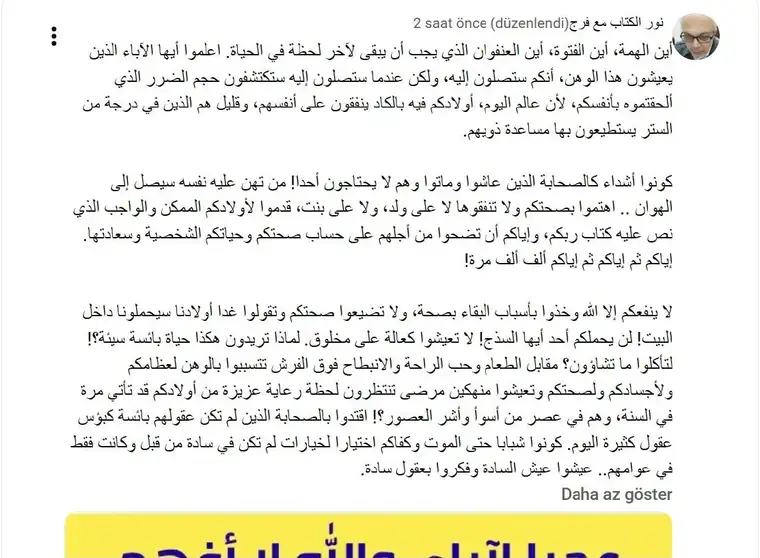 نور الكتاب مع فرج(düzenlendi) 2 saat önce
أين الهمة، أين الفتوة، أين العنفوان الذي يجب أن يبقى لآخر لحظة في الحياة. اعلموا أيها الآباء الذين
يعيشون هذا الوهن، أنكم ستصلون إليه، ولكن عندما ستصلون إليه ستكتشفون حجم الضرر الذي
ألحقتموه بأنفسكم، لأن عالم اليوم، أولادكم فيه بالكاد ينفقون على أنفسهم، وقليل هم الذين في درجة من
الستر يستطيعون بها مساعدة ذويهم.
كونوا أشداء كالصحابة الذين عاشوا وماتوا وهم لا يحتاجون أحدا! من تهن عليه نفسه سيصل إلى
الهوان .. اهتموا بصحتكم ولا تنفقوها لا على ولد، ولا على بنت، قدموا لأولادكم الممكن والواجب الذي
نص عليه كتاب ربكم، وإياكم أن تضحوا من أجلهم على حساب صحتكم وحياتكم الشخصية وسعادتها.
إياكم ثم إياكم ثم إياكم ألف ألف مرة!
لا ينفعكم إلا الله وخذوا بأسباب البقاء بصحة، ولا تضيعوا صحتكم وتقولوا غدا أولادنا سيحملونا داخل
البيت! لن يحملكم أحد أيها السذج! لا تعيشوا كعالة على مخلوق. لماذا تريدون هكذا حياة بائسة سيئة؟!
لتأكلوا ما تشاؤون؟ مقابل الطعام وحب الراحة والانبطاح فوق الفرش تتسببوا بالوهن لعظامكم
ولأجسادكم ولصحتكم وتعيشوا منهكين مرضى تنتظرون لحظة رعاية عزيزة من أولادكم قد تأتي مرة
في السنة، وهم في عصر من أسوأ وأشر العصور؟! اقتدوا بالصحابة الذين لم تكن عقولهم بائسة كبؤس
عقول كثيرة اليوم. كونوا شبابا حتى الموت وكفاكم اختيارا لخيارات لم تكن في سادة من قبل وكانت فقط
في عوامهم.. عيشوا عيش السادة وفكروا بعقول سادة.
Daha az göster